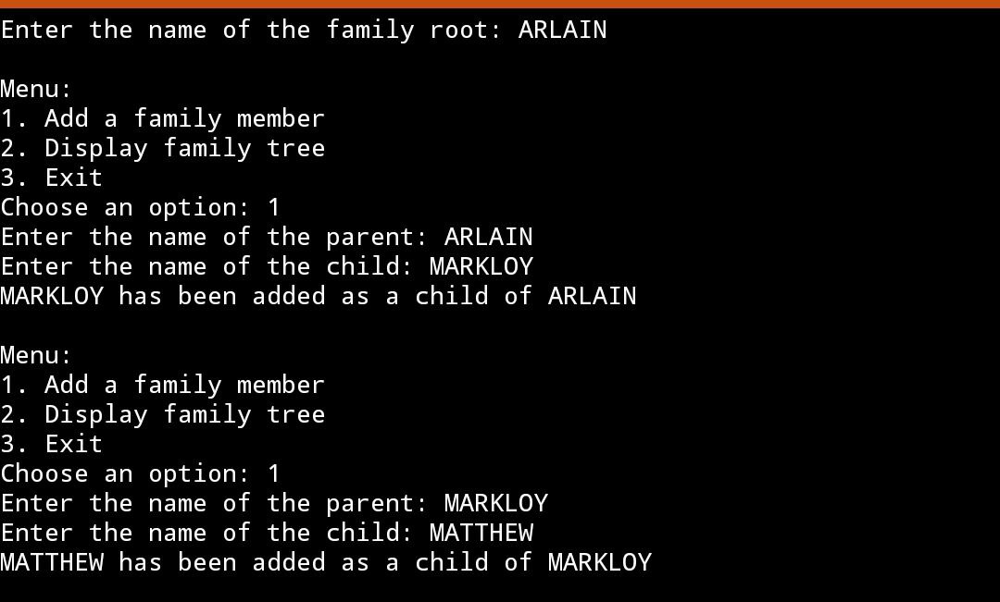 Enter the name of the family root: ARLAIN
Menu:
1. Add a family member
2. Display family tree
3. Exit
Choose an option: 1
Enter the name of the parent: ARLAIN
Enter the name of the child: MARKLOY
MARKLOY has been added as a child of ARLAIN
Menu:
1. Add a family member
2. Display family tree
3. Exit
Choose an option: 1
Enter the name of the parent: MARKLOY
Enter the name of the child: MATTHEW
MATTHEW has been added as a child of MARKLOY